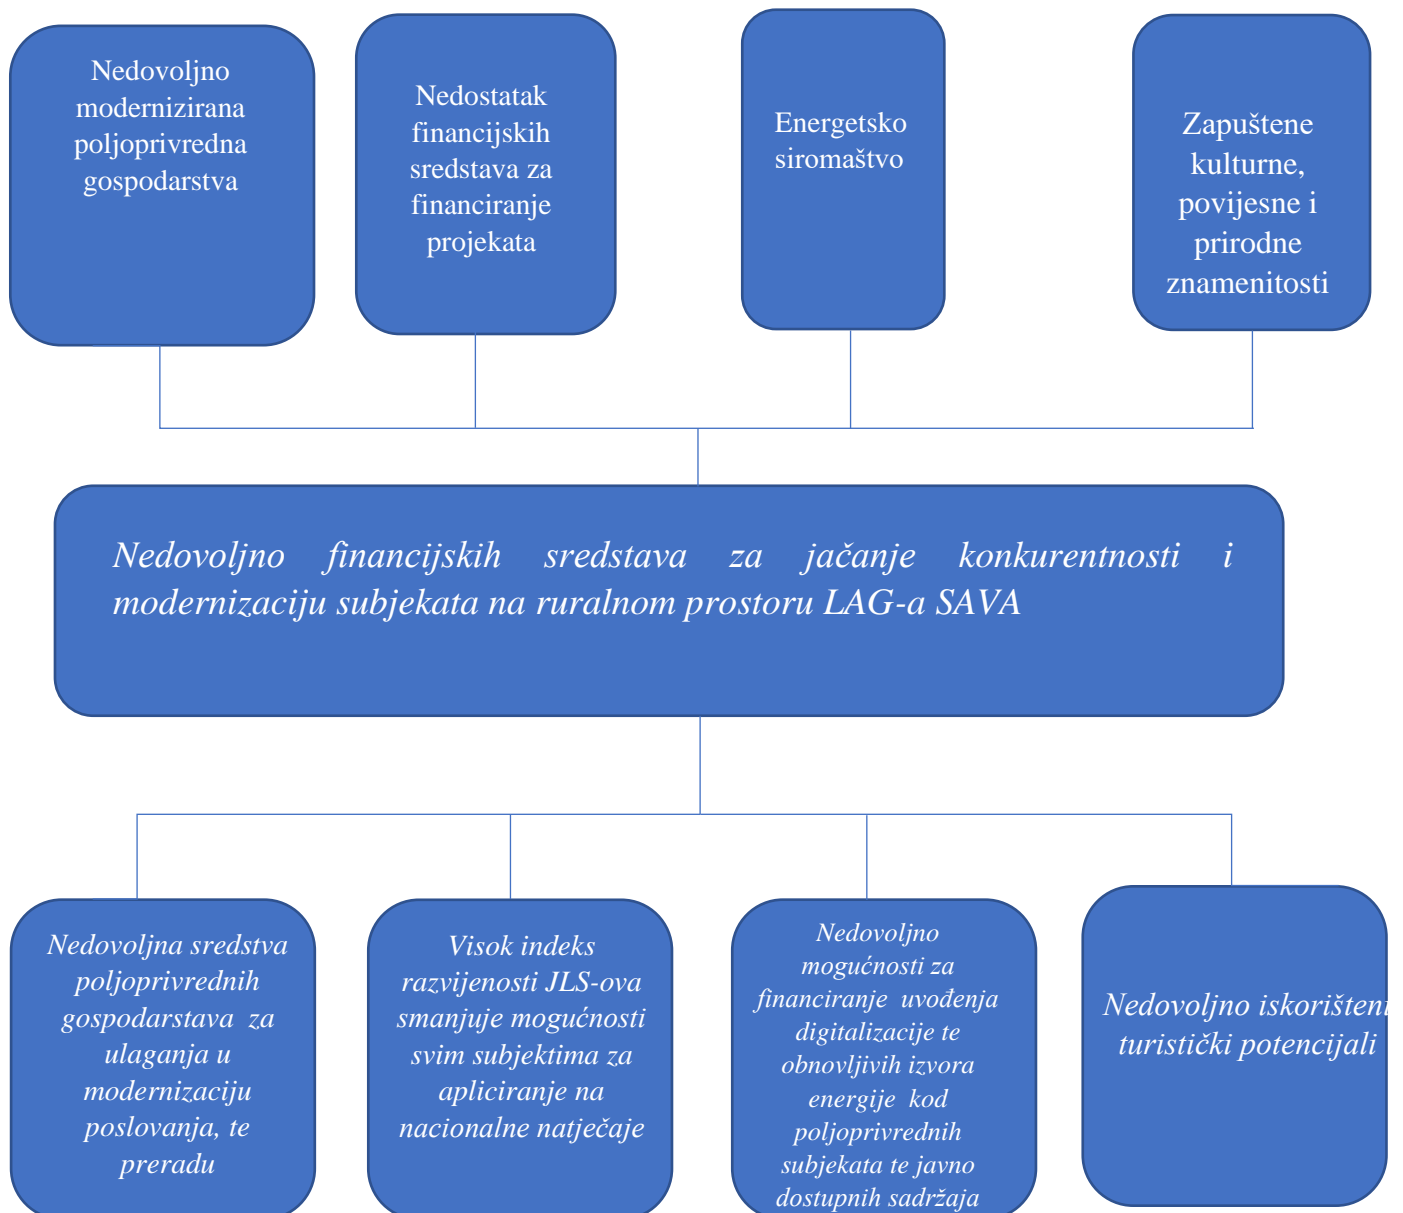 Nedovoljno
modernizirana
poljoprivredna
gospodarstva
Nedostatak
financijskih
sredstava za
financiranje
projekata
Energetsko
siromaštvo
Zapuštene
kulturne,
povijesne i
prirodne
znamenitosti
Nedovoljno financijskih sredstava za jačanje konkurentnosti i
modernizaciju subjekata na ruralnom prostoru LAG-a SAVA
Nedovoljna sredstva
poljoprivrednih
gospodarstava za
ulaganja u
modernizaciju
poslovanja, te
preradu
Visok indeks
razvijenosti JLS-ova
smanjuje mogućnosti
svim subjektima za
apliciranje na
nacionalne natječaje
Nedovoljno
mogućnosti za
financiranje uvođenja
digitalizacije te
obnovljivih izvora
energije kod
poljoprivrednih
subjekata te javno
dostupnih sadržaja
Nedovoljno iskorišteni
turistički potencijali